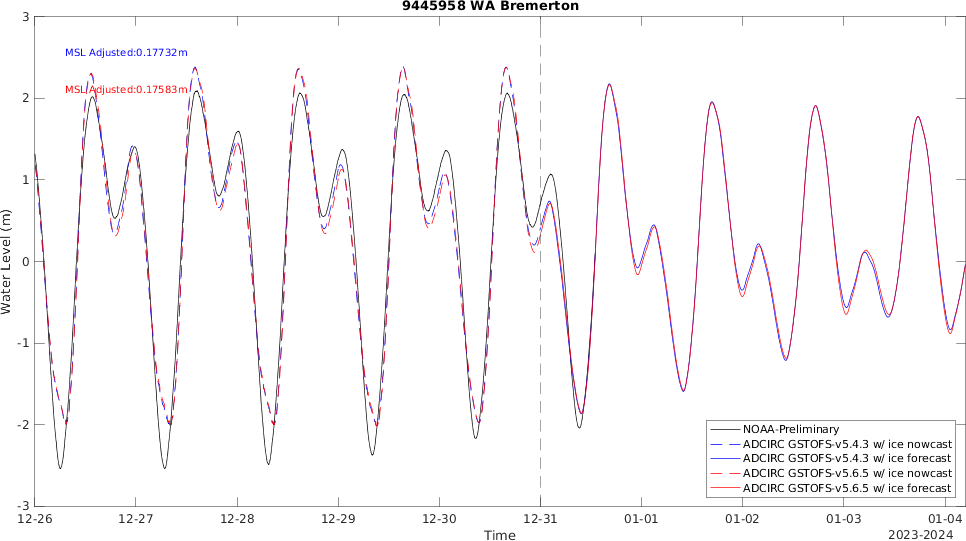 9445958 WA Bremerton
MSL Adjusted:0.17732m
MSL Adjusted:0.17583m
Water Level (m)
3
2
1
0
-1
-2
-3
NOAA-Preliminary
ADCIRC GSTOFS-v5.4.3 w/ ice nowcast
ADCIRC GSTOFS-v5.4.3 w/ ice forecast
ADCIRC GSTOFS-v5.6.5 w/ ice nowcast
ADCIRC GSTOFS-v5.6.5 w/ ice forecast
12-26 12-27 12-28 12-29 12-30 12-31 01-01 01-02 01-03 01-04
Time
2023-2024